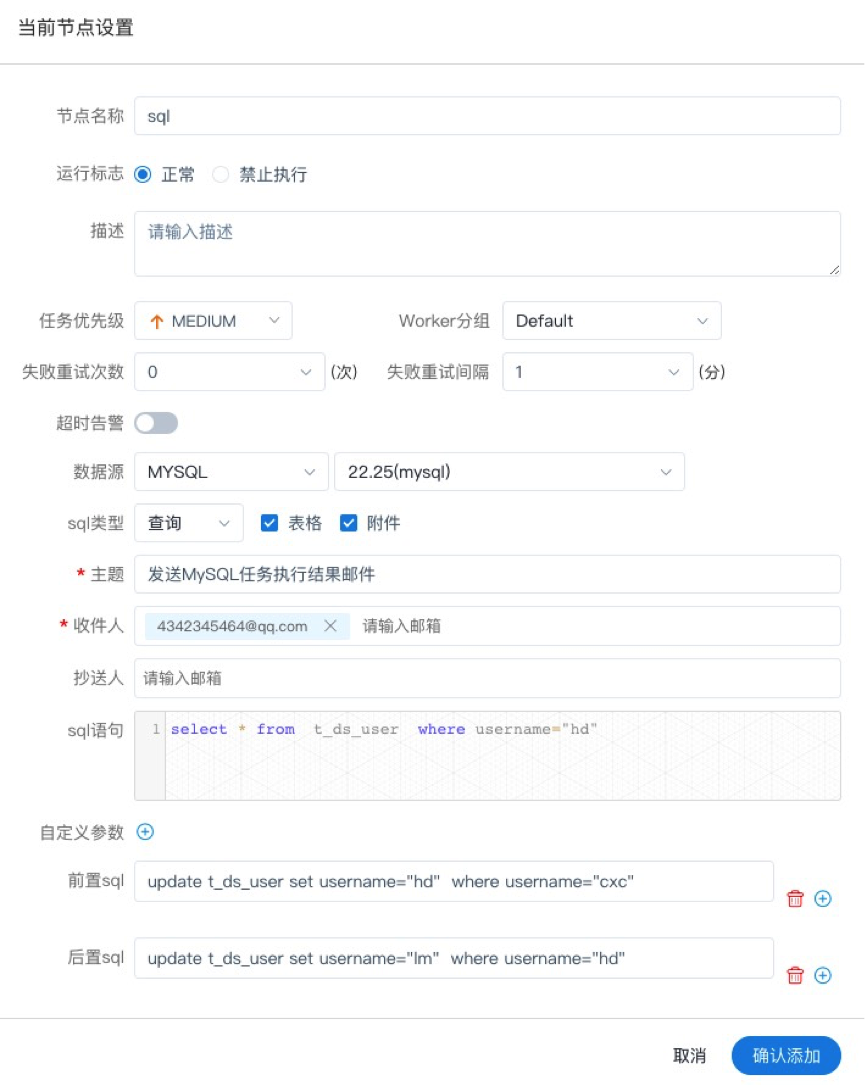 当前节点设置
节点名称 sql
运行标志 正常 禁止执行
描述 请输入描述
任务优先级 MEDIUM Worker分组 Default
失败重试次数 0 (次) 失败重试间隔 1 (分)
超时告警
数据源 MYSQL 22.25(mysql)
sql类型 查询 表格 附件
* 主题 发送MySQL任务执行结果邮件
* 收件人 4342345464@qq.com 请输入邮箱
抄送人 请输入邮箱
sql语句 1 select * from t_ds_user where username="hd"
自定义参数
前置sql update t_ds_user set username="hd" where username="cxc"
后置sql update t_ds_user set username="lm" where username="hd"
取消 确认添加